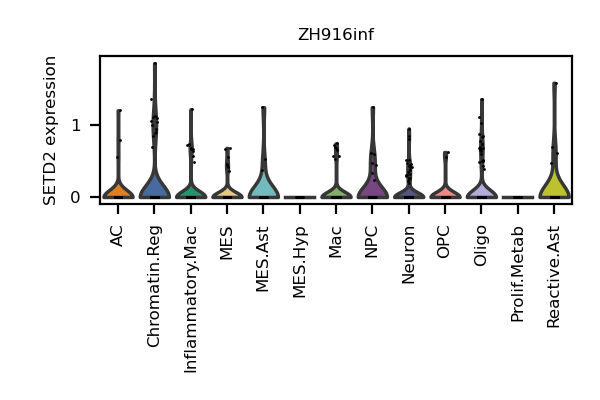 ZH916inf
SETD2 expression
1
0
AC
Chromatin.Reg
Inflammatory.Mac
MES
MES.Ast
MES.Hyp
Mac
NPC
Neuron
OPC
Oligo
Prolif.Metab
Reactive.Ast